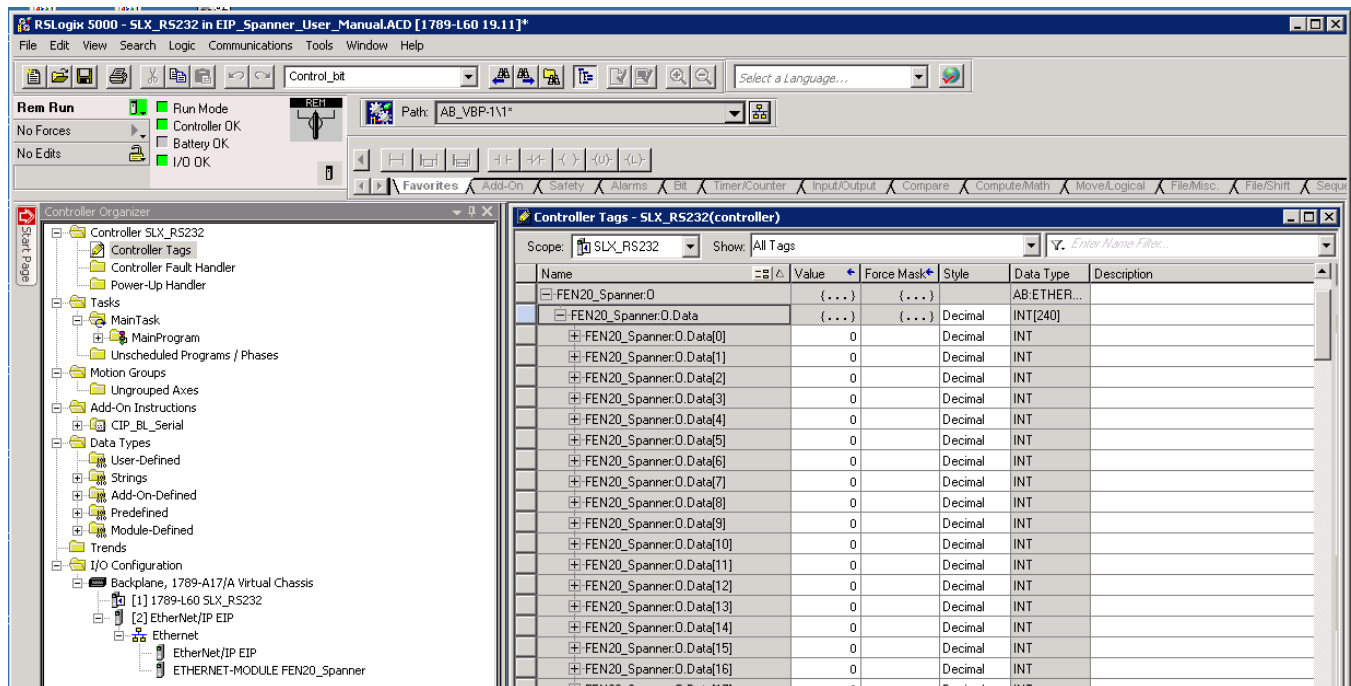 RSLogix 5000 - SLX_RS232 in EIP_Spanner_User_Manual.ACD [1789-L60 19.11]*
File Edit View Search Logic Communications Tools Window Help
Control_bit
Select a Language...
Rem Run
No Forces
No Edits
Run Mode
Controller OK
Battery OK
I/O OK
REM
Path: AB_VBP-1\1*
Favorites Add-On Safety Alarms Bit Timer/Counter Input/Output Compare Compute/Math Move/Logical File/Misc. File/Shift Sequ
Start Page
Controller Organizer
Controller SLX_RS232
Controller Tags
Controller Fault Handler
Power-Up Handler
Tasks
MainTask
MainProgram
Unscheduled Programs / Phases
Motion Groups
Ungrouped Axes
Add-On Instructions
CIP_BL_Serial
Data Types
User-Defined
Strings
Add-On-Defined
Predefined
Module-Defined
Trends
I/O Configuration
Backplane, 1789-A17/A Virtual Chassis
[1] 1789-L60 SLX_RS232
[2] EtherNet/IP EIP
Ethernet
EtherNet/IP EIP
ETHERNET-MODULE FEN20_Spanner
Controller Tags - SLX_RS232(controller)
Scope: SLX_RS232 Show: All Tags Enter Name Filter...
Name Value Force Mask Style Data Type Description
FEN20_Spanner:O {...} {...} AB:ETHER...
FEN20_Spanner:O.Data {...} {...} Decimal INT[240]
FEN20_Spanner:O.Data[0] 0 Decimal INT
FEN20_Spanner:O.Data[1] 0 Decimal INT
FEN20_Spanner:O.Data[2] 0 Decimal INT
FEN20_Spanner:O.Data[3] 0 Decimal INT
FEN20_Spanner:O.Data[4] 0 Decimal INT
FEN20_Spanner:O.Data[5] 0 Decimal INT
FEN20_Spanner:O.Data[6] 0 Decimal INT
FEN20_Spanner:O.Data[7] 0 Decimal INT
FEN20_Spanner:O.Data[8] 0 Decimal INT
FEN20_Spanner:O.Data[9] 0 Decimal INT
FEN20_Spanner:O.Data[10] 0 Decimal INT
FEN20_Spanner:O.Data[11] 0 Decimal INT
FEN20_Spanner:O.Data[12] 0 Decimal INT
FEN20_Spanner:O.Data[13] 0 Decimal INT
FEN20_Spanner:O.Data[14] 0 Decimal INT
FEN20_Spanner:O.Data[15] 0 Decimal INT
FEN20_Spanner:O.Data[16] 0 Decimal INT